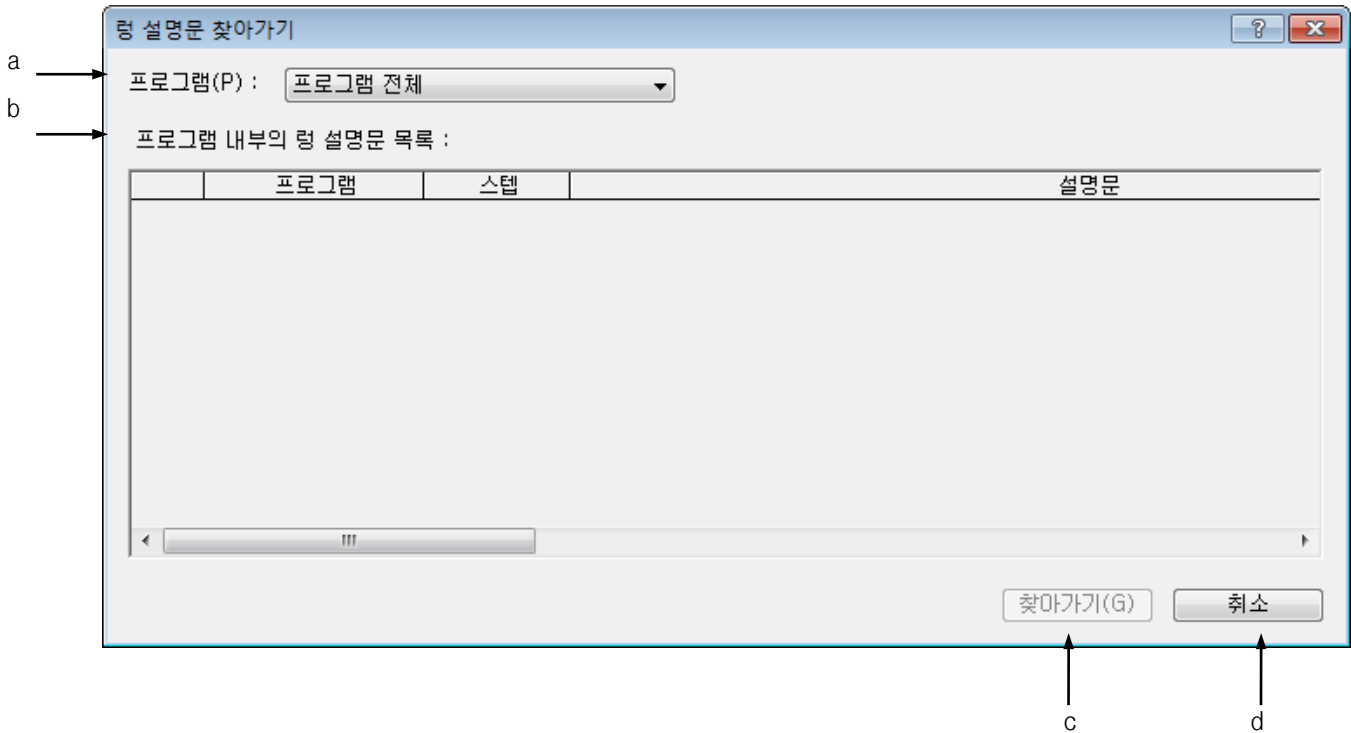 렁 설명문 찾아가기
a
프로그램(P) : 프로그램 전체
b
프로그램 내부의 렁 설명문 목록 :
프로그램 스텝 설명문
찾아가기(G) 취소
c d